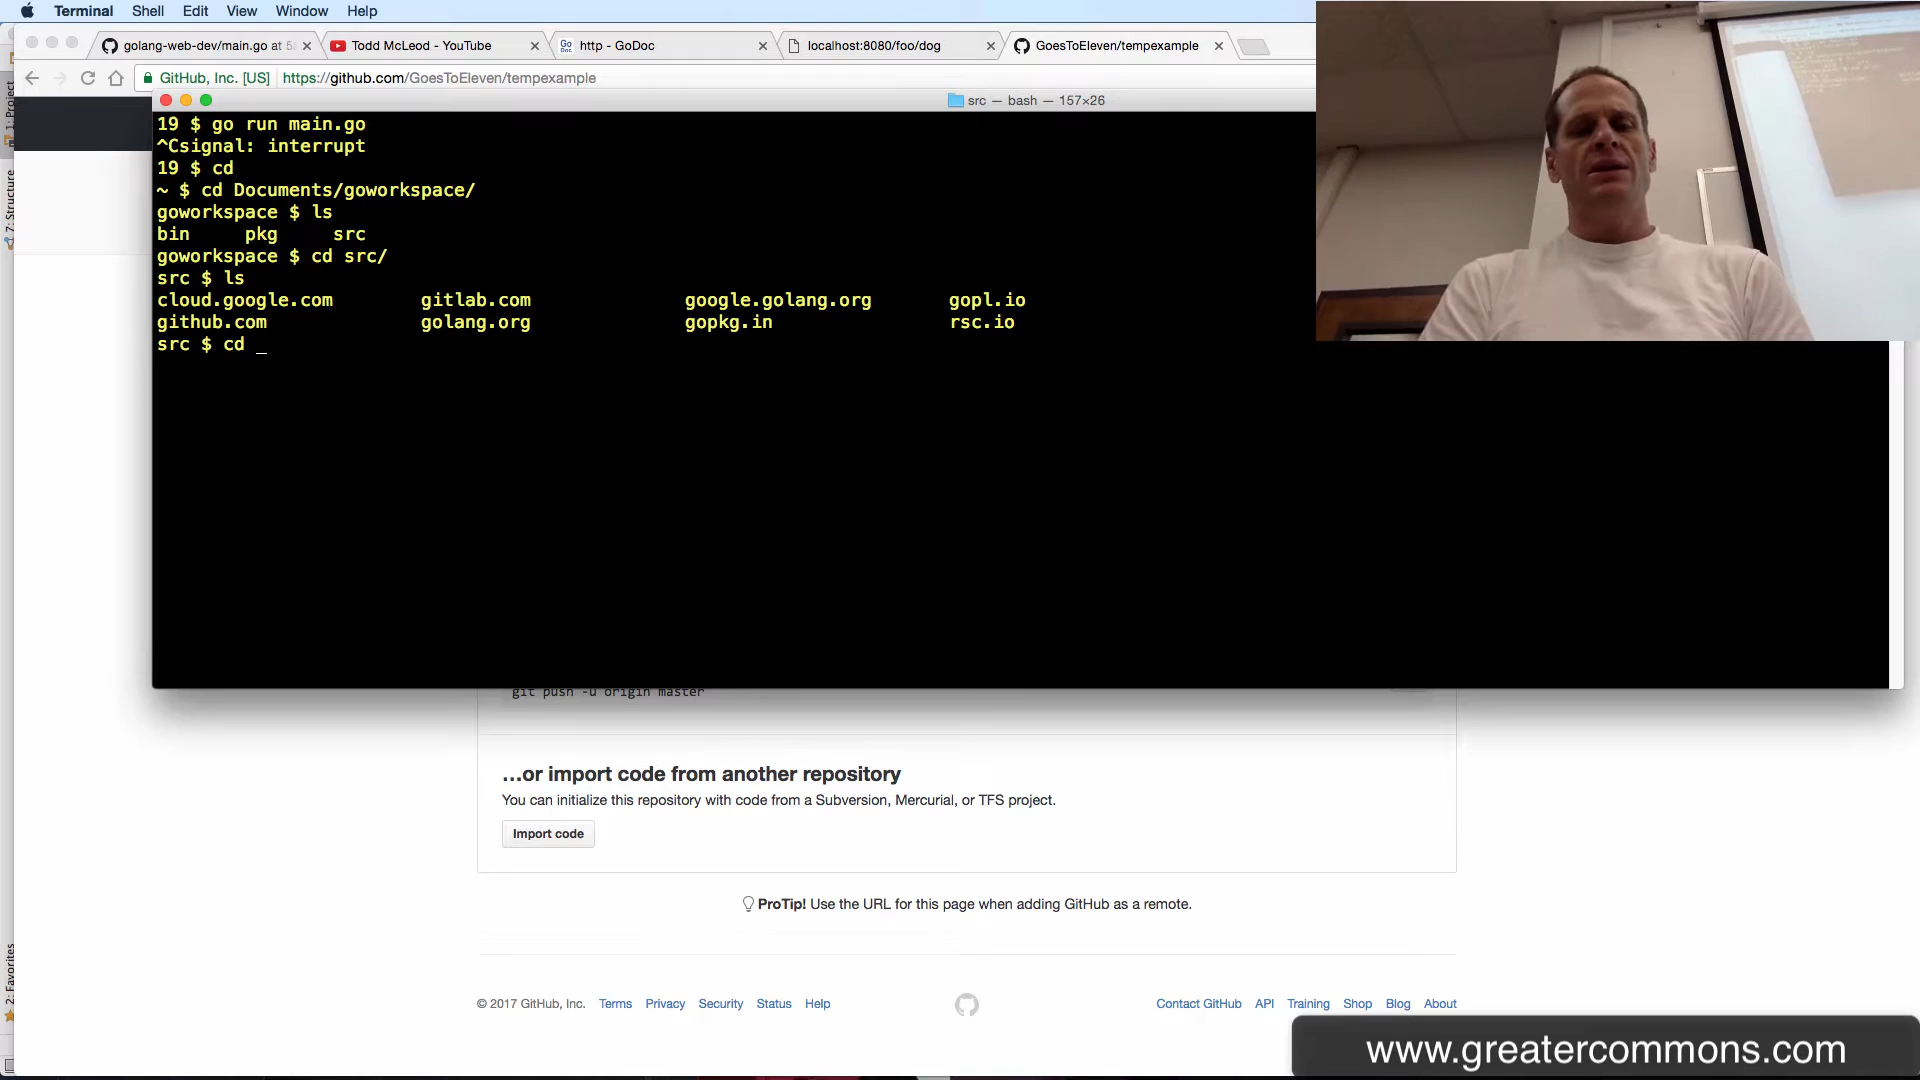 Terminal Shell Edit View Window Help
golang-web-dev/main.go at 5a
Todd McLeod - YouTube
http - GoDoc
localhost:8080/foo/dog
GoesToEleven/tempexample
GitHub, Inc. [US] https://github.com/GoesToEleven/tempexample
src — bash — 157×26
1: Project
7: Structure
2: Favorites
19 $ go run main.go
^Csignal: interrupt
19 $ cd
~ $ cd Documents/goworkspace/
goworkspace $ ls
bin pkg src
goworkspace $ cd src/
src $ ls
cloud.google.com gitlab.com google.golang.org gopl.io
github.com golang.org gopkg.in rsc.io
src $ cd _
git push -u origin master
...or import code from another repository
You can initialize this repository with code from a Subversion, Mercurial, or TFS project.
Import code
ProTip! Use the URL for this page when adding GitHub as a remote.
© 2017 GitHub, Inc. Terms Privacy Security Status Help
Contact GitHub API Training Shop Blog About
www.greatercommons.com